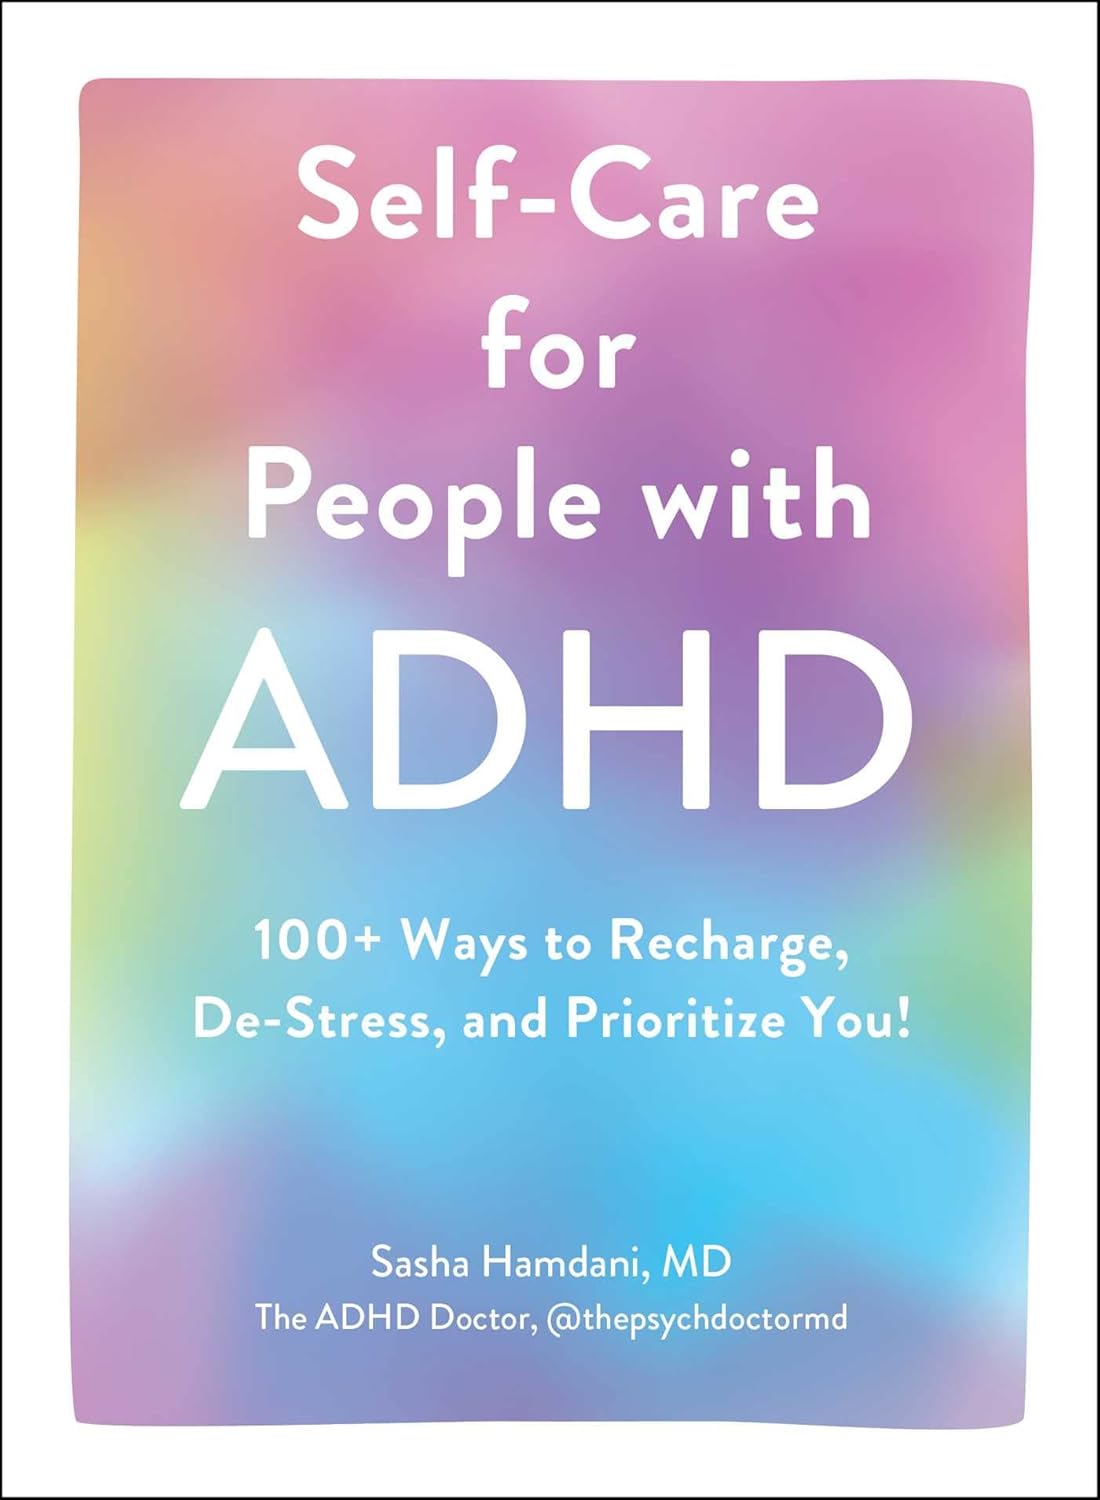 Self-Care
for
People with
ADHD
100+ Ways to Recharge,
De-Stress, and Prioritize You!
Sasha Hamdani, MD
The ADHD Doctor, @thepsychdoctormd